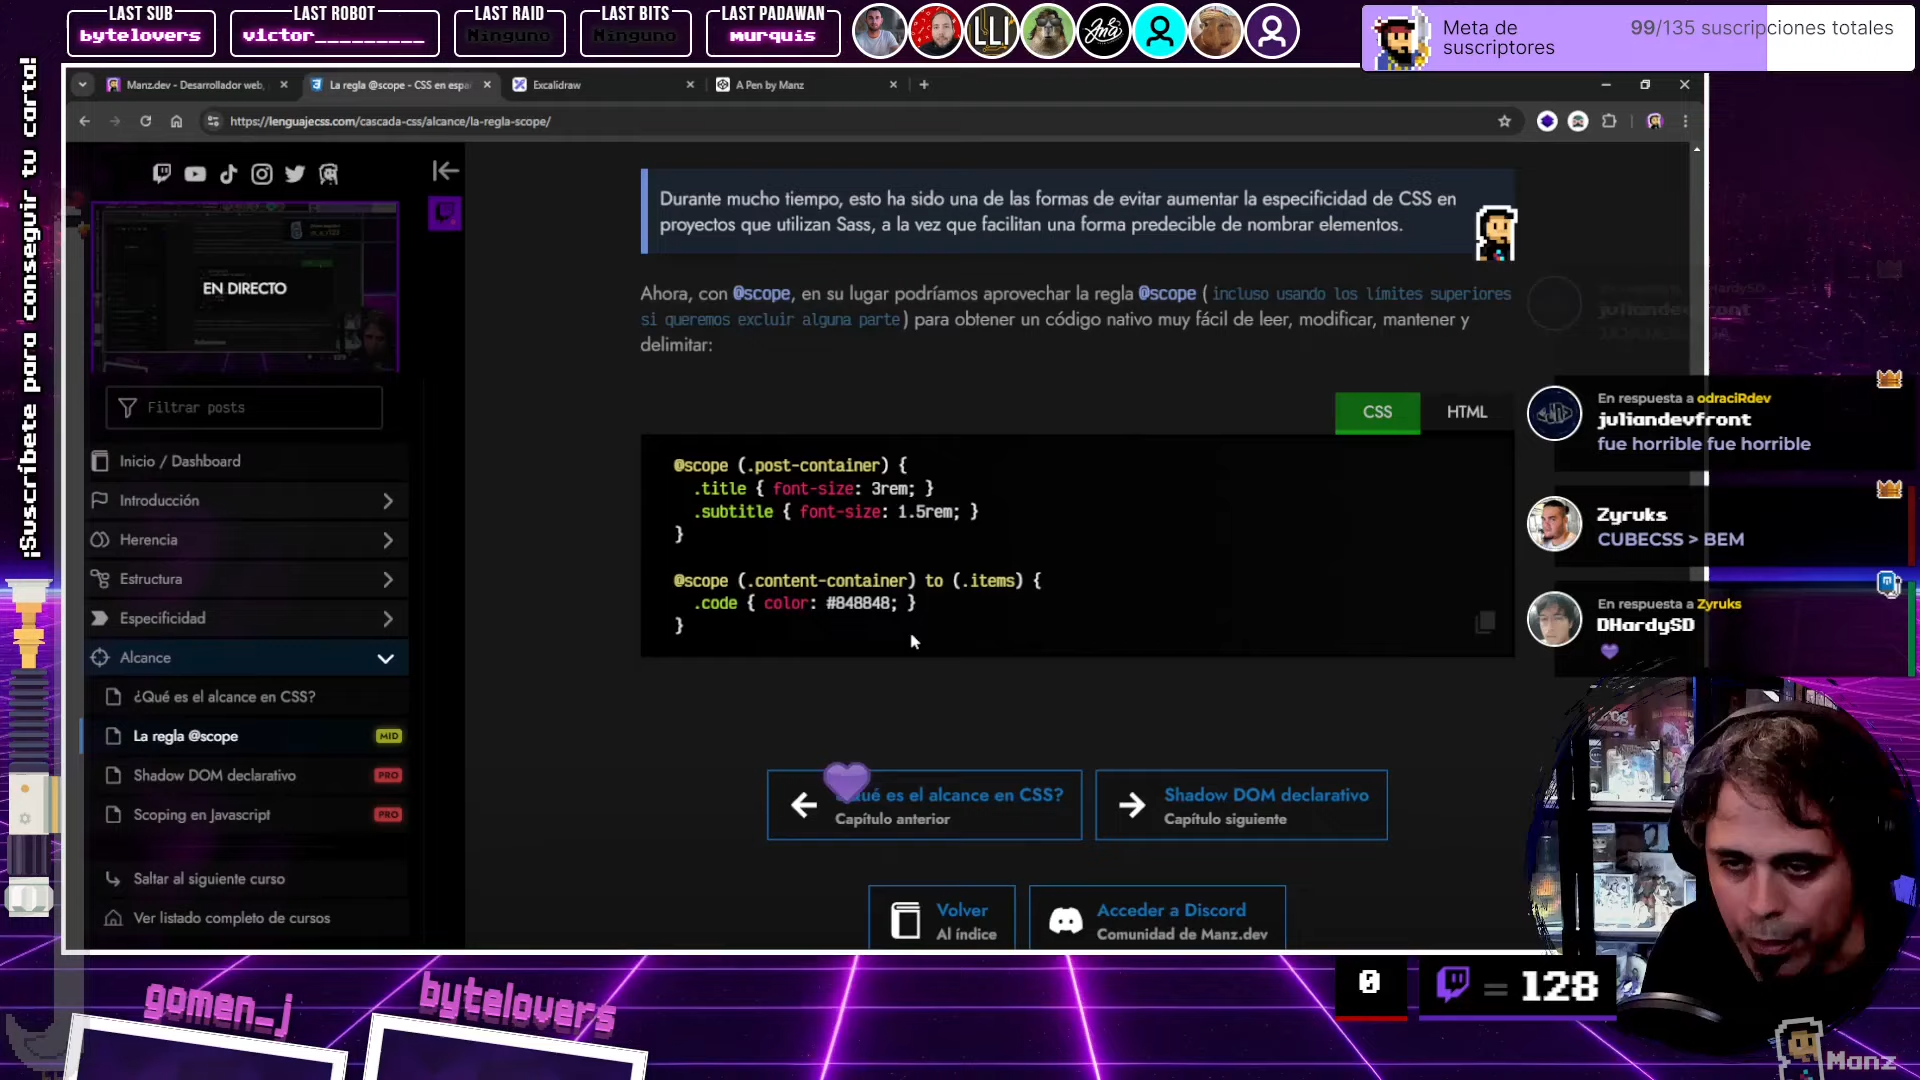 LAST SUB
bytelovers
LAST ROBOT
victor_________
LAST RAID
Ninguno
LAST BITS
Ninguno
LAST PADAWAN
murquis
Meta de
suscriptores
99/135 suscripciones totales
¡Suscríbete para conseguir tu carta!
Manz.dev - Desarrollador web,
La regla @scope - CSS en espa
Excalidraw
A Pen by Manz
https://lenguajecss.com/cascada-css/alcance/la-regla-scope/
EN DIRECTO
Filtrar posts
Inicio / Dashboard
Introducción
Herencia
Estructura
Especificidad
Alcance
¿Qué es el alcance en CSS?
La regla @scope
MID
Shadow DOM declarativo
PRO
Scoping en Javascript
PRO
Saltar al siguiente curso
Ver listado completo de cursos
Durante mucho tiempo, esto ha sido una de las formas de evitar aumentar la especificidad de CSS en
proyectos que utilizan Sass, a la vez que facilitan una forma predecible de nombrar elementos.
Ahora, con @scope, en su lugar podríamos aprovechar la regla @scope ( incluso usando los límites superiores
si queremos excluir alguna parte ) para obtener un código nativo muy fácil de leer, modificar, mantener y
delimitar:
CSS
HTML
@scope (.post-container) {
.title { font-size: 3rem; }
.subtitle { font-size: 1.5rem; }
}
@scope (.content-container) to (.items) {
.code { color: #848848; }
}
Qué es el alcance en CSS?
Capítulo anterior
Shadow DOM declarativo
Capítulo siguiente
Volver
Al índice
Acceder a Discord
Comunidad de Manz.dev
juliandevfront
En respuesta a odraciRdev
juliandevfront
fue horrible fue horrible
Zyruks
CUBECSS > BEM
En respuesta a Zyruks
DHardySD
gomen_j
bytelovers
0
= 128
Manz